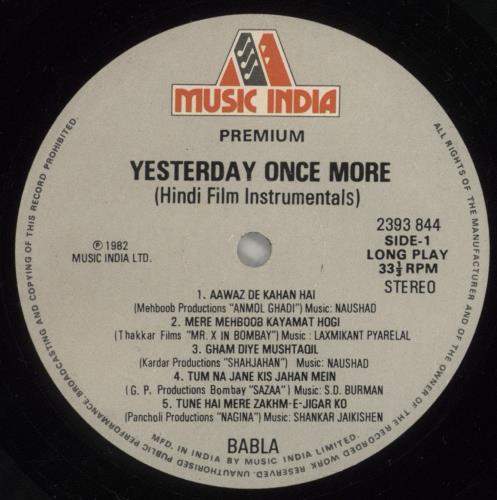 MUSIC INDIA
PREMIUM
YESTERDAY ONCE MORE
(Hindi Film Instrumentals)
2393 844
SIDE-1
LONG PLAY
33⅓ RPM
STEREO
Ⓟ 1982
MUSIC INDIA LTD.
1. AAWAZ DE KAHAN HAI
(Mehboob Productions "ANMOL GHADI") Music: NAUSHAD
2. MERE MEHBOOB KAYAMAT HOGI
(Thakkar Films "MR. X IN BOMBAY") Music: LAXMIKANT PYARELAL
3. GHAM DIYE MUSHTAQIL
(Kardar Productions "SHAHJAHAN") Music: NAUSHAD
4. TUM NA JANE KIS JAHAN MEIN
(G. P. Productions Bombay "SAZAA") Music: S.D. BURMAN
5. TUNE HAI MERE ZAKHM-E-JIGAR KO
(Pancholi Productions "NAGINA") Music: SHANKAR JAIKISHEN
BABLA
MFD. IN INDIA BY MUSIC INDIA LIMITED.
ALL RIGHTS OF THE MANUFACTURER AND OF THE OWNER OF THE RECORDED WORK RESERVED. UNAUTHORISED PUBLIC PERFORMANCE BROADCASTING AND COPYING OF THIS RECORD PROHIBITED.